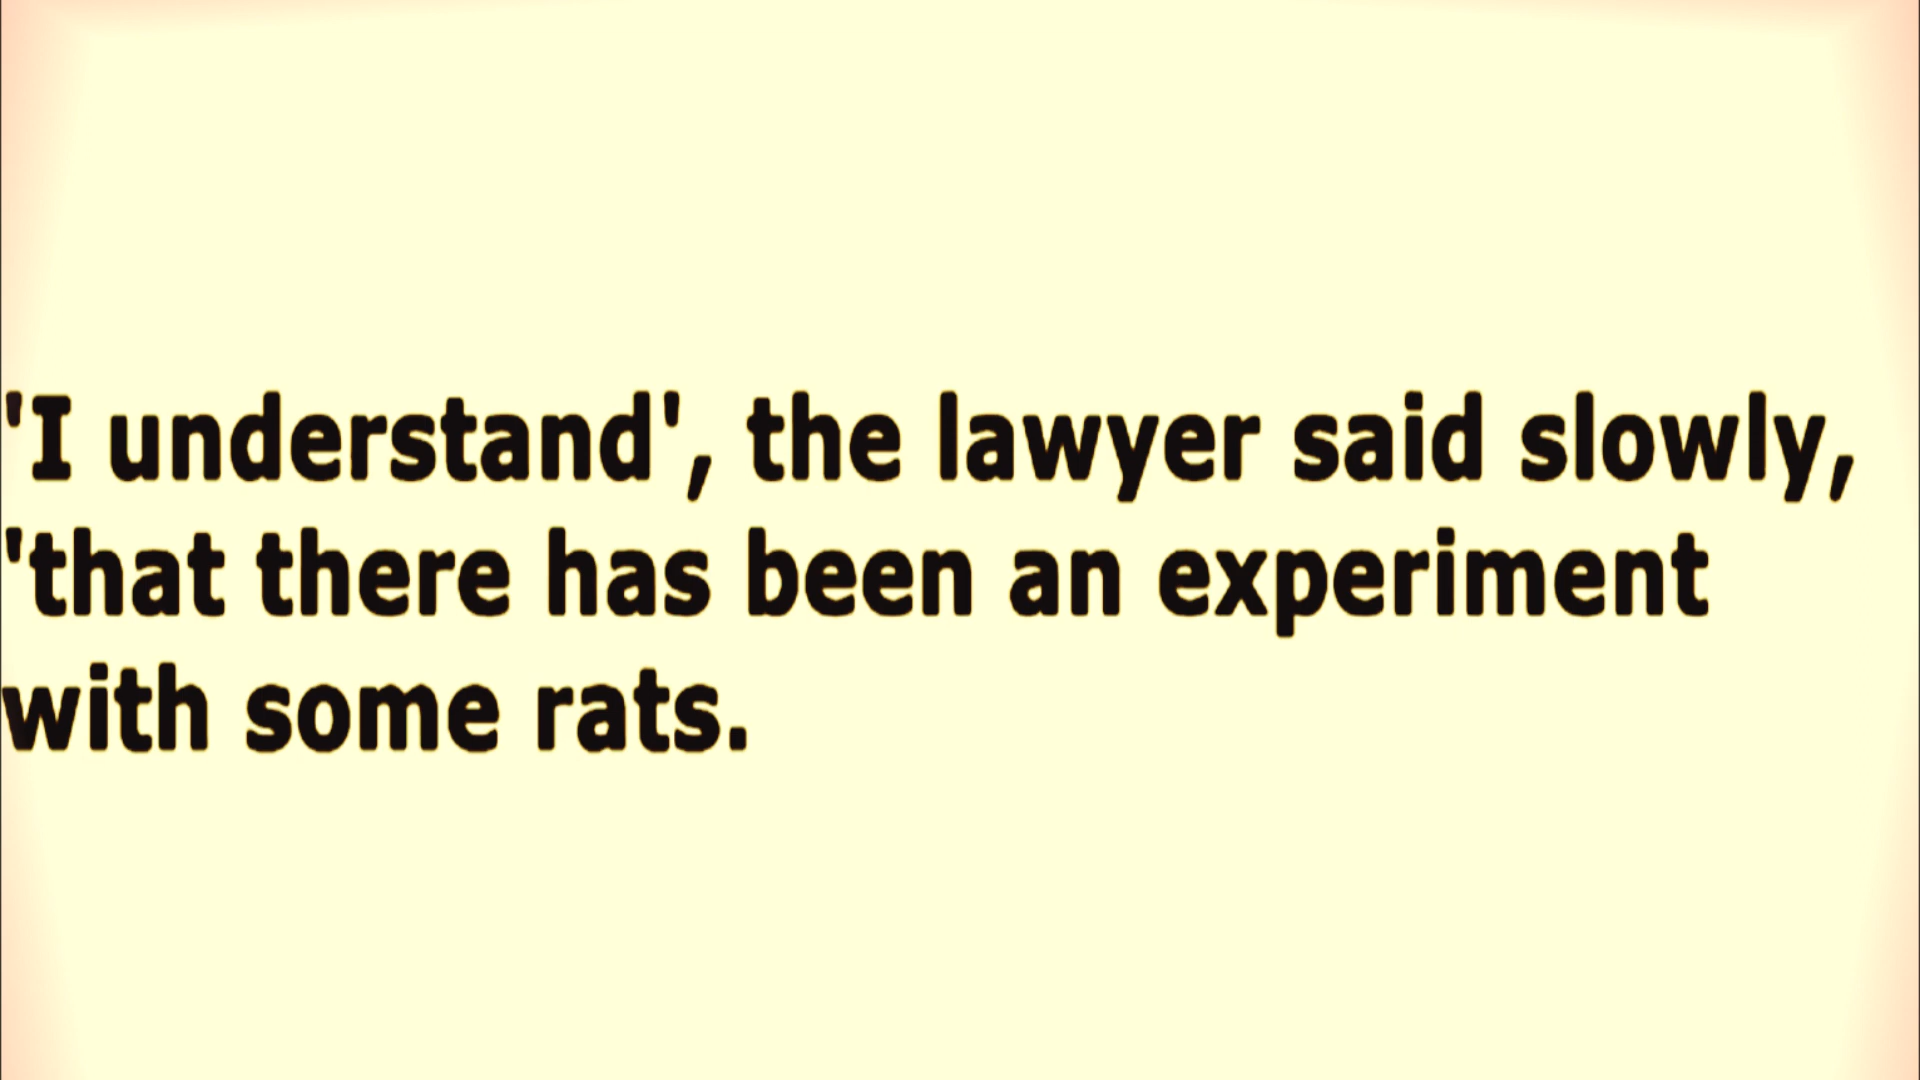 'I understand', the lawyer said slowly,
'that there has been an experiment
with some rats.